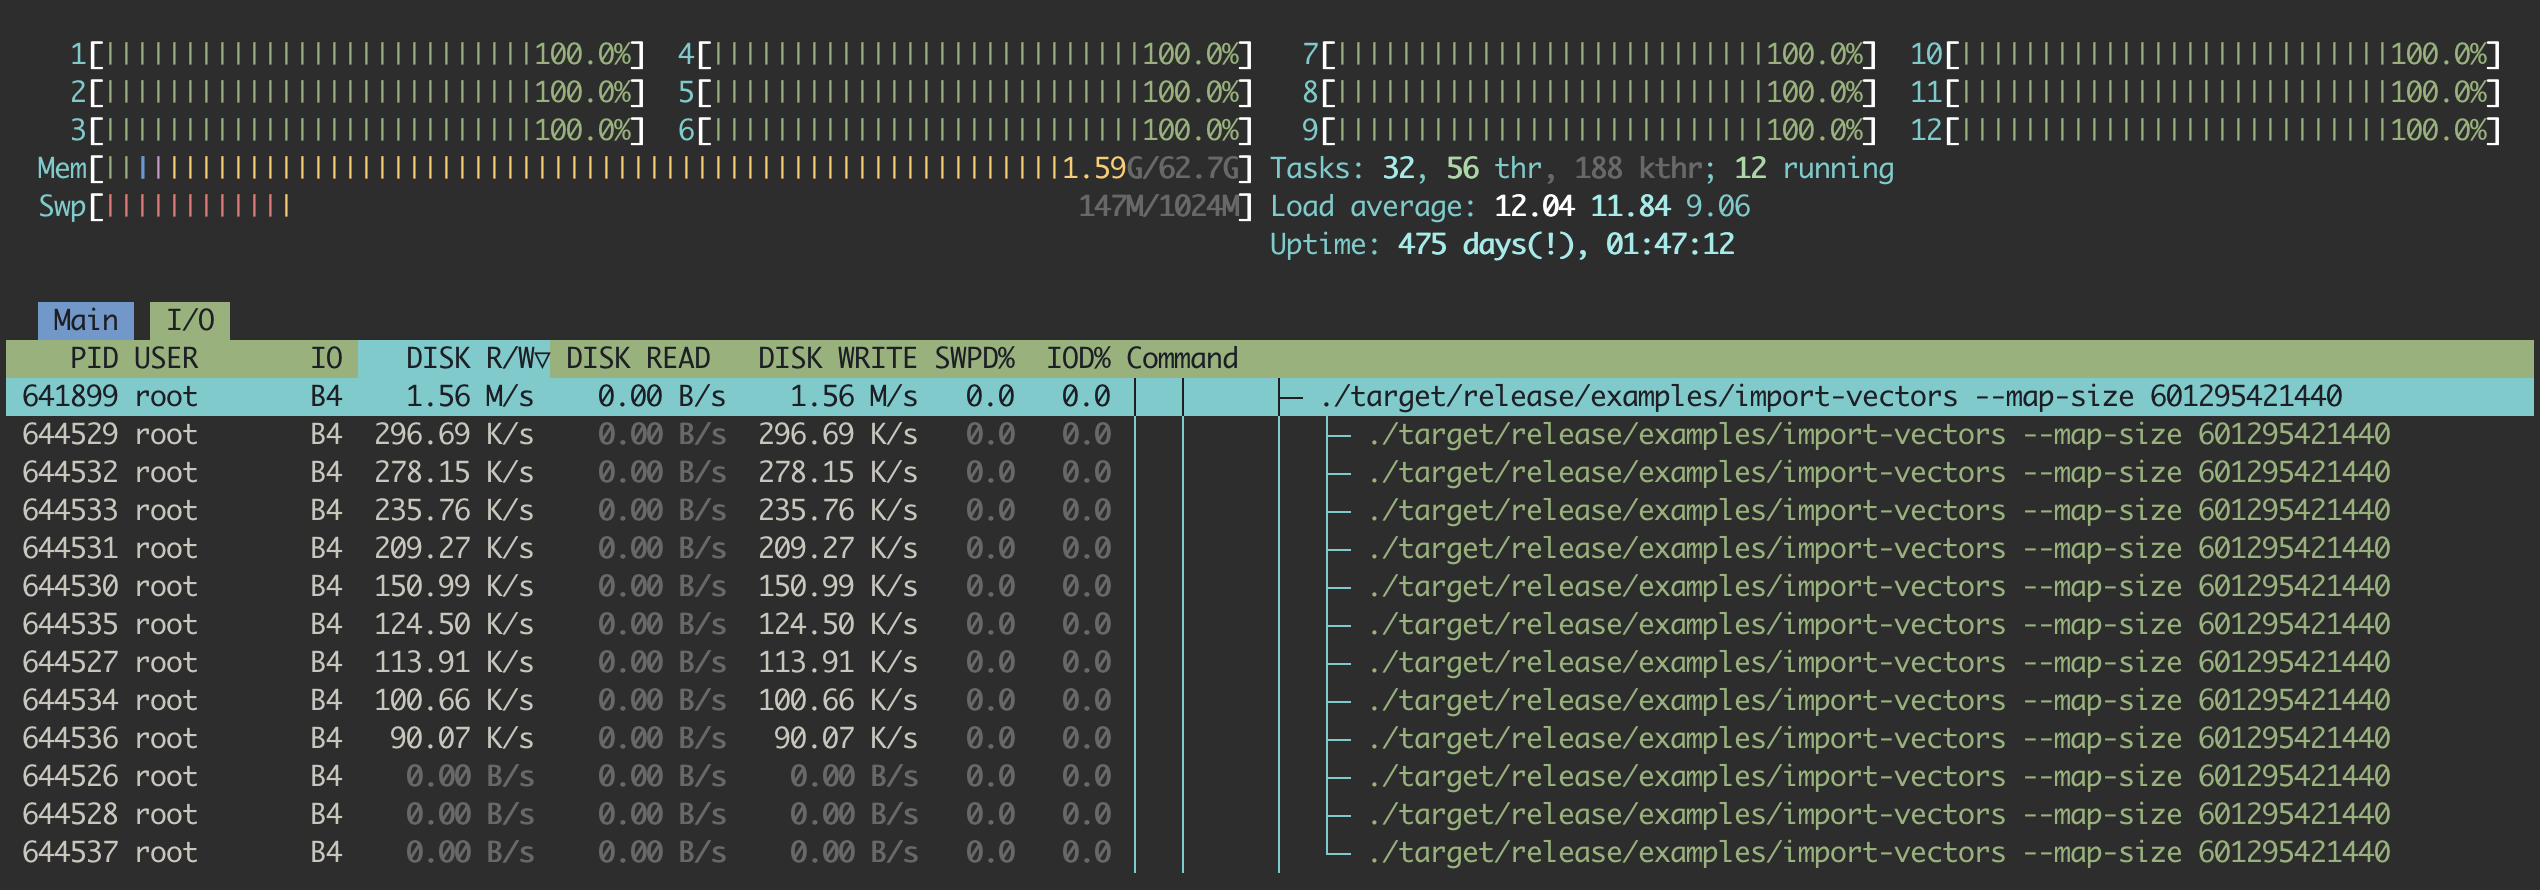 1[100.0%] 4[100.0%] 7[100.0%] 10[100.0%]
2[100.0%] 5[100.0%] 8[100.0%] 11[100.0%]
3[100.0%] 6[100.0%] 9[100.0%] 12[100.0%]
Mem[1.59G/62.7G] Tasks: 32, 56 thr, 188 kthr; 12 running
Swp[147M/1024M] Load average: 12.04 11.84 9.06
Uptime: 475 days(!), 01:47:12
Main I/O
PID USER IO DISK R/W▽ DISK READ DISK WRITE SWPD% IOD% Command
641899 root B4 1.56 M/s 0.00 B/s 1.56 M/s 0.0 0.0 ./target/release/examples/import-vectors --map-size 601295421440
644529 root B4 296.69 K/s 0.00 B/s 296.69 K/s 0.0 0.0 ./target/release/examples/import-vectors --map-size 601295421440
644532 root B4 278.15 K/s 0.00 B/s 278.15 K/s 0.0 0.0 ./target/release/examples/import-vectors --map-size 601295421440
644533 root B4 235.76 K/s 0.00 B/s 235.76 K/s 0.0 0.0 ./target/release/examples/import-vectors --map-size 601295421440
644531 root B4 209.27 K/s 0.00 B/s 209.27 K/s 0.0 0.0 ./target/release/examples/import-vectors --map-size 601295421440
644530 root B4 150.99 K/s 0.00 B/s 150.99 K/s 0.0 0.0 ./target/release/examples/import-vectors --map-size 601295421440
644535 root B4 124.50 K/s 0.00 B/s 124.50 K/s 0.0 0.0 ./target/release/examples/import-vectors --map-size 601295421440
644527 root B4 113.91 K/s 0.00 B/s 113.91 K/s 0.0 0.0 ./target/release/examples/import-vectors --map-size 601295421440
644534 root B4 100.66 K/s 0.00 B/s 100.66 K/s 0.0 0.0 ./target/release/examples/import-vectors --map-size 601295421440
644536 root B4 90.07 K/s 0.00 B/s 90.07 K/s 0.0 0.0 ./target/release/examples/import-vectors --map-size 601295421440
644526 root B4 0.00 B/s 0.00 B/s 0.00 B/s 0.0 0.0 ./target/release/examples/import-vectors --map-size 601295421440
644528 root B4 0.00 B/s 0.00 B/s 0.00 B/s 0.0 0.0 ./target/release/examples/import-vectors --map-size 601295421440
644537 root B4 0.00 B/s 0.00 B/s 0.00 B/s 0.0 0.0 ./target/release/examples/import-vectors --map-size 601295421440